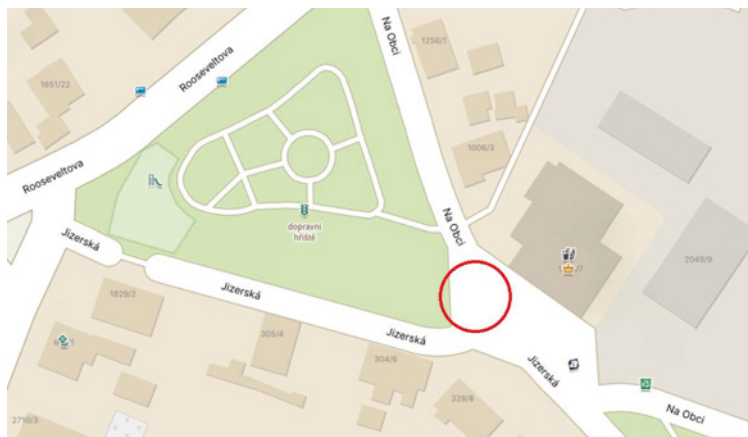 Na Obci
1256/1
Rooseveltova
1651/22
1006/3
Rooseveltova
Na Obci
dopravní
hřiště
Jizerská
2049/9
Jizerská
1829/2
305/4
Jizerská
304/6
Jizerská
329/8
Na Obci
2710/3